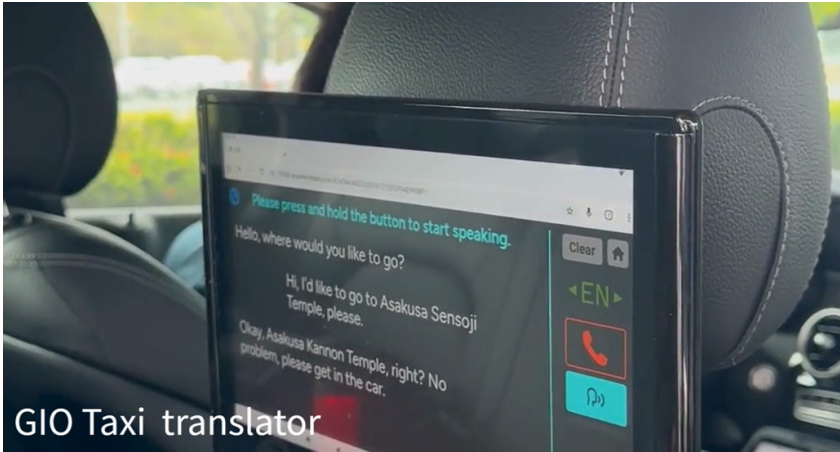 Please press and hold the button to start speaking.
Hello, where would you like to go?
Hi, I'd like to go to Asakusa Sensoji
Temple, please.
Okay, Asakusa Kannon Temple, right? No
problem, please get in the car.
Clear
EN
GIO Taxi translator